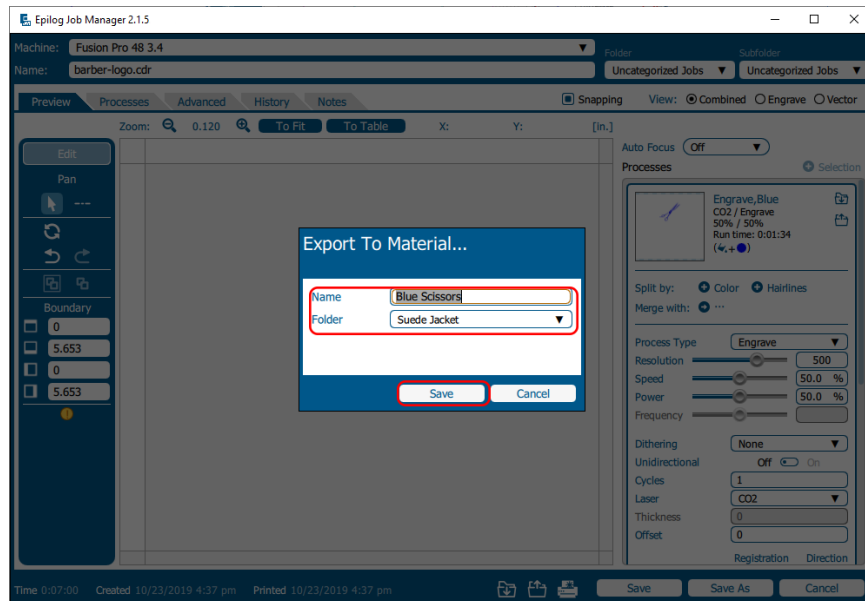 Epilog Job Manager 2.1.5
Machine: Fusion Pro 48 3.4
Folder Subfolder
Name: barber-logo.cdr Uncategorized Jobs Uncategorized Jobs
Preview Processes Advanced History Notes Snapping View: Combined Engrave Vector
Zoom: 0.120 To Fit To Table X: Y: [in.]
Edit
Pan
Boundary
0
5.653
0
5.653
Export To Material...
Name Blue Scissors
Folder Suede Jacket
Save Cancel
Auto Focus Off
Processes Selection
Engrave,Blue
CO2 / Engrave
50% / 50%
Run time: 0:01:34
Split by: Color Hairlines
Merge with: ...
Process Type Engrave
Resolution 500
Speed 50.0 %
Power 50.0 %
Frequency
Dithering None
Unidirectional Off On
Cycles 1
Laser CO2
Thickness 0
Offset 0
Registration Direction
Time 0:07:00 Created 10/23/2019 4:37 pm Printed 10/23/2019 4:37 pm Save Save As Cancel